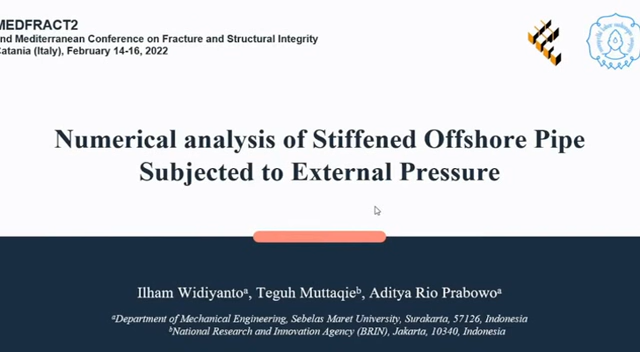 MEDFRACT2
nd Mediterranean Conference on Fracture and Structural Integrity
Catania (Italy), February 14-16, 2022
Numerical analysis of Stiffened Offshore Pipe
Subjected to External Pressure
Ilham Widiyantoᵃ, Teguh Muttaqieᵇ, Aditya Rio Prabowoᵃ
ᵃDepartment of Mechanical Engineering, Sebelas Maret University, Surakarta, 57126, Indonesia
ᵇNational Research and Innovation Agency (BRIN), Jakarta, 10340, Indonesia